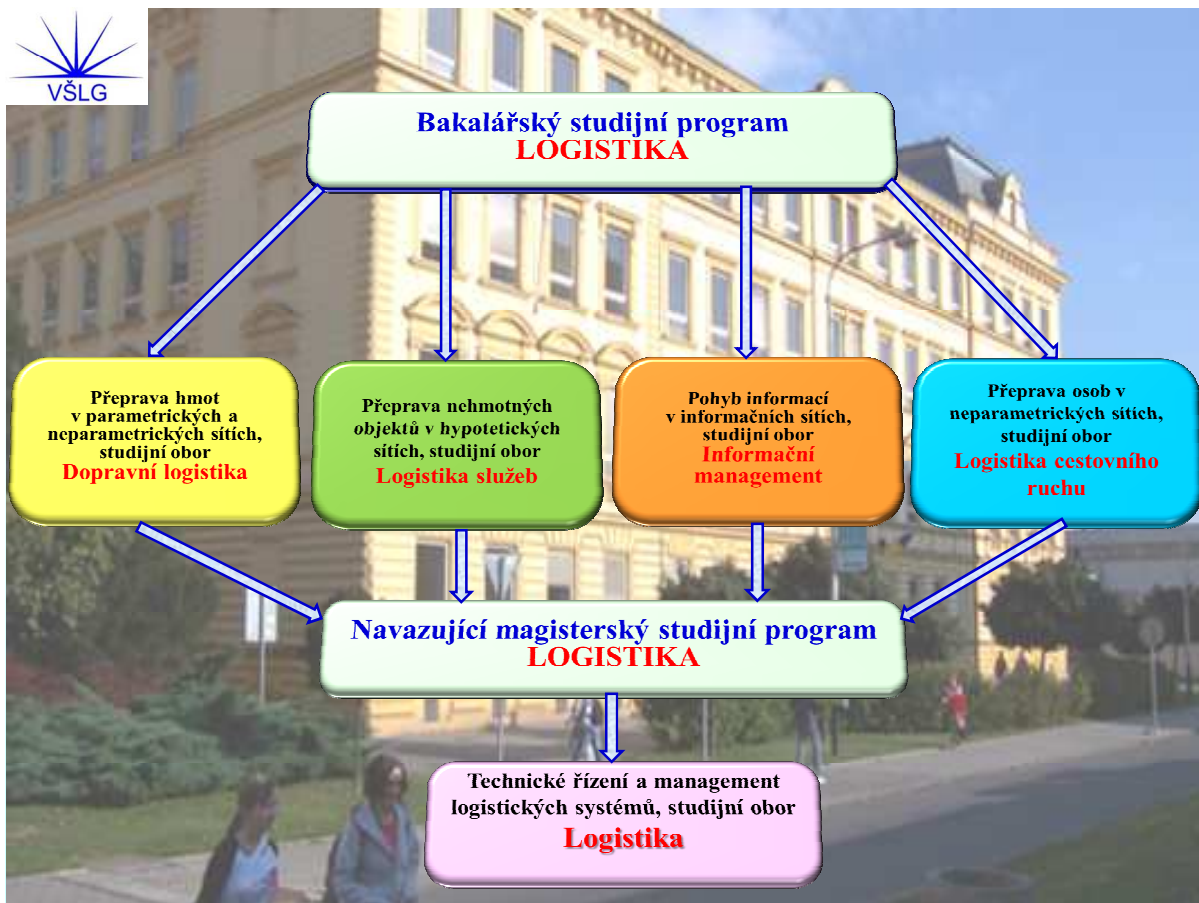 VŠLG
Bakalářský studijní program
LOGISTIKA
Přeprava hmot
v parametrických a
neparametrických sítích,
studijní obor
Dopravní logistika
Přeprava nehmotných
objektů v hypotetických
sítích, studijní obor
Logistika služeb
Pohyb informací
v informačních sítích,
studijní obor
Informační
management
Přeprava osob v
neparametrických sítích,
studijní obor
Logistika cestovního
ruchu
Navazující magisterský studijní program
LOGISTIKA
Technické řízení a management
logistických systémů, studijní obor
Logistika